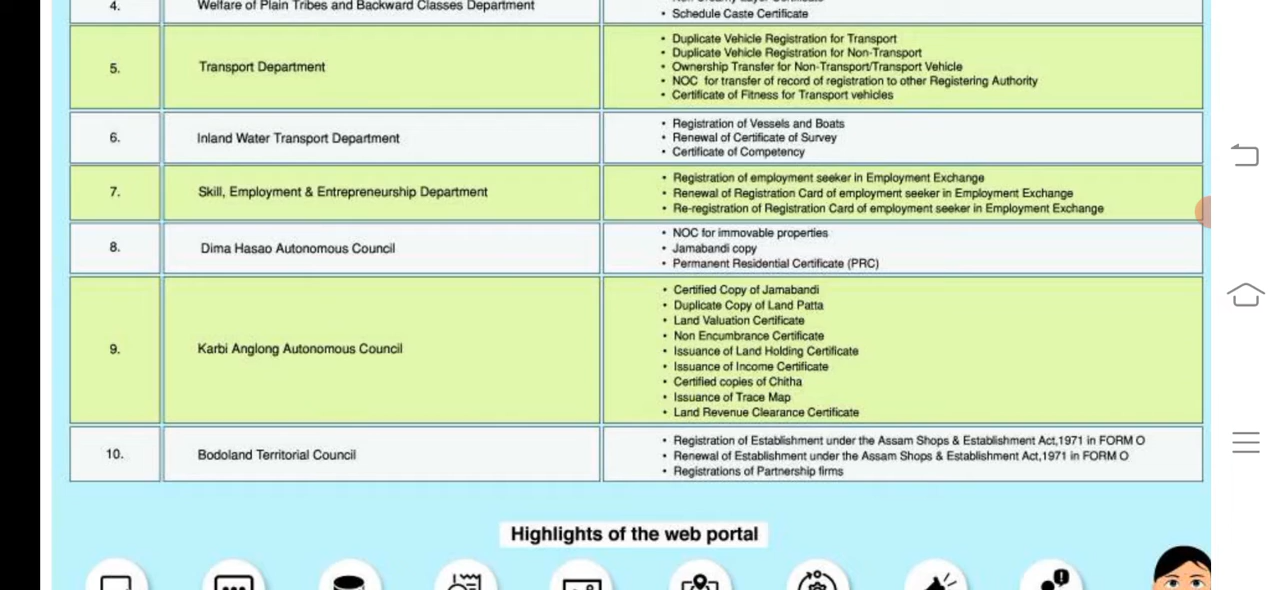 4.
Welfare of Plain Tribes and Backward Classes Department
• Schedule Caste Certificate
5.
Transport Department
• Duplicate Vehicle Registration for Transport
• Duplicate Vehicle Registration for Non-Transport
• Ownership Transfer for Non-Transport/Transport Vehicle
• NOC for transfer of record of registration to other Registering Authority
• Certificate of Fitness for Transport vehicles
6.
Inland Water Transport Department
• Registration of Vessels and Boats
• Renewal of Certificate of Survey
• Certificate of Competency
7.
Skill, Employment & Entrepreneurship Department
• Registration of employment seeker in Employment Exchange
• Renewal of Registration Card of employment seeker in Employment Exchange
• Re-registration of Registration Card of employment seeker in Employment Exchange
8.
Dima Hasao Autonomous Council
• NOC for immovable properties
• Jamabandi copy
• Permanent Residential Certificate (PRC)
9.
Karbi Anglong Autonomous Council
• Certified Copy of Jamabandi
• Duplicate Copy of Land Patta
• Land Valuation Certificate
• Non Encumbrance Certificate
• Issuance of Land Holding Certificate
• Issuance of Income Certificate
• Certified copies of Chitha
• Issuance of Trace Map
• Land Revenue Clearance Certificate
10.
Bodoland Territorial Council
• Registration of Establishment under the Assam Shops & Establishment Act,1971 in FORM O
• Renewal of Establishment under the Assam Shops & Establishment Act,1971 in FORM O
• Registrations of Partnership firms
Highlights of the web portal